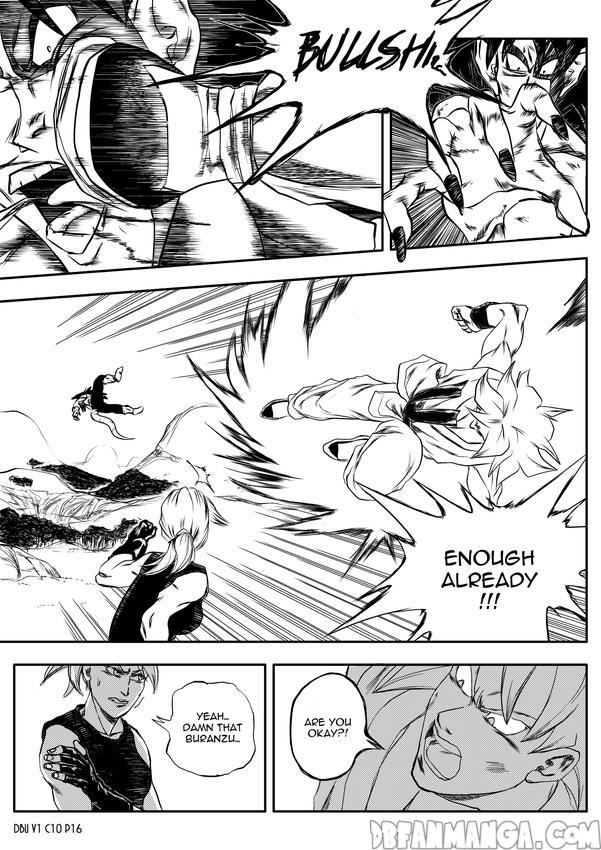 BULLSHI..
ENOUGH
ALREADY
!!!
YEAH...
DAMN THAT
BURANZU...
ARE YOU
OKAY?!
DBU V1 C10 P16
DBFANMANGA.COM